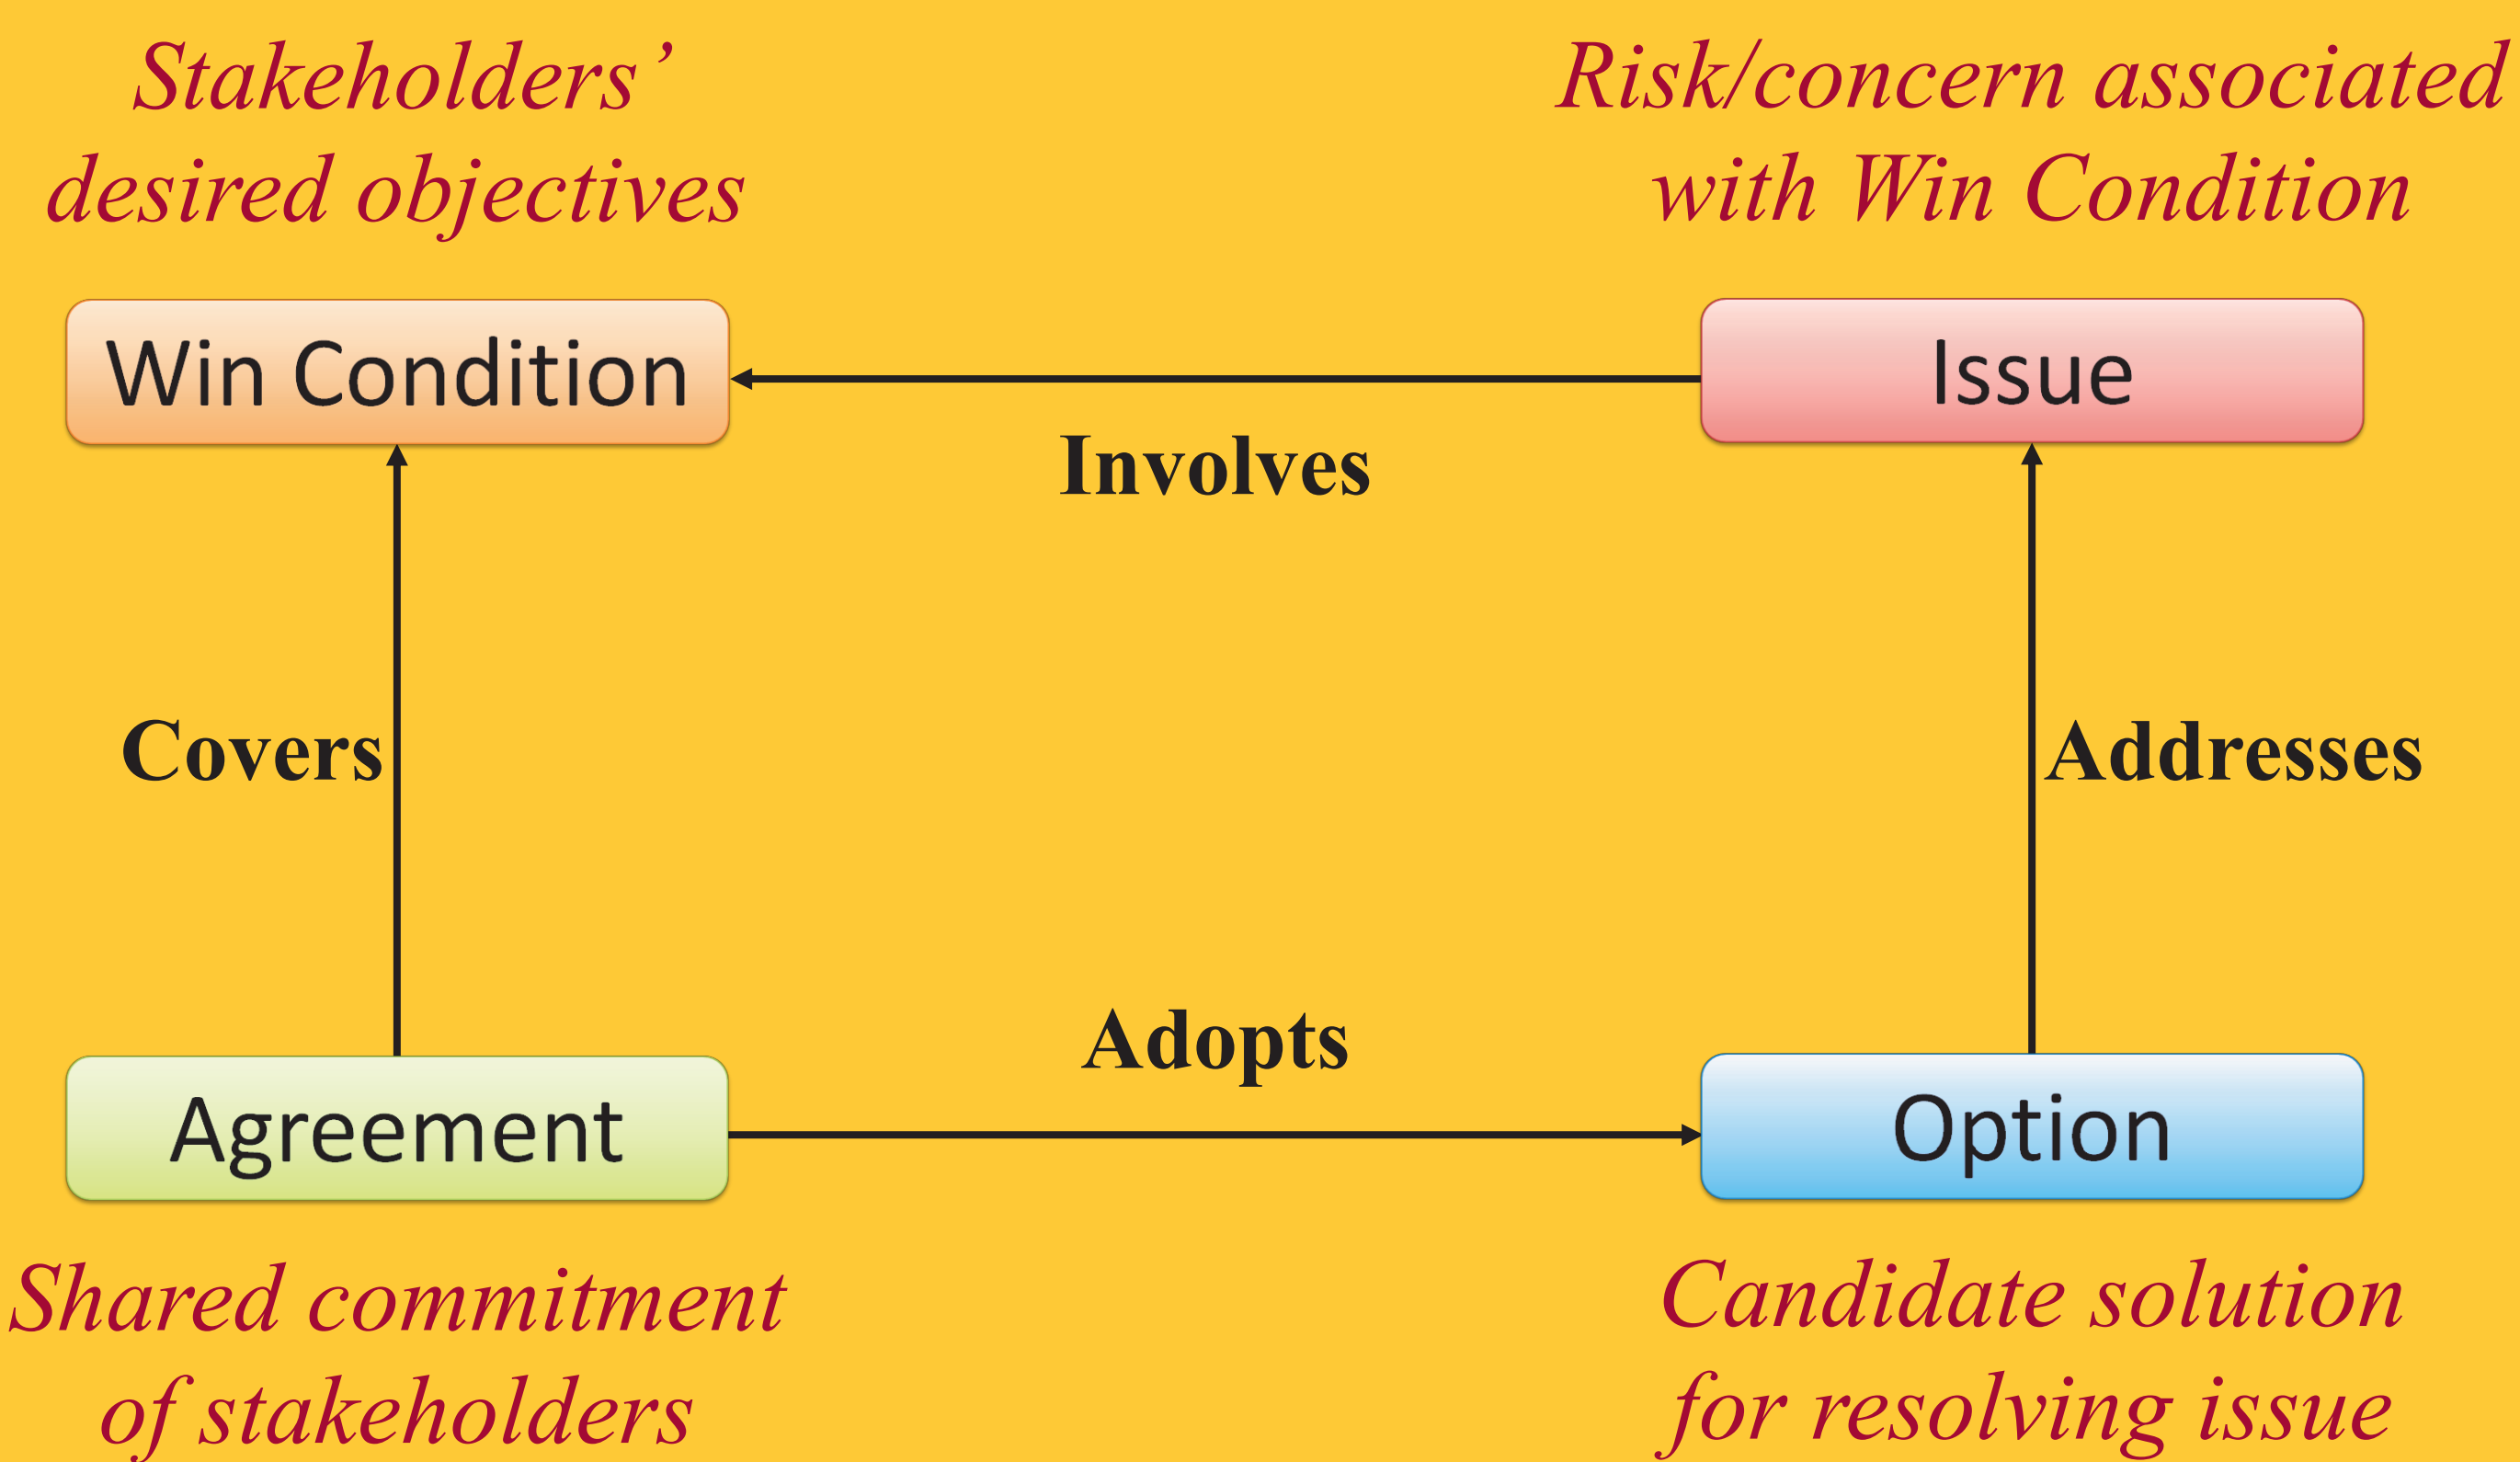 Stakeholders’
desired objectives
Risk/concern associated
with Win Condition
Win Condition
Issue
Involves
Covers
Addresses
Adopts
Agreement
Option
Shared commitment
of stakeholders
Candidate solution
for resolving issue